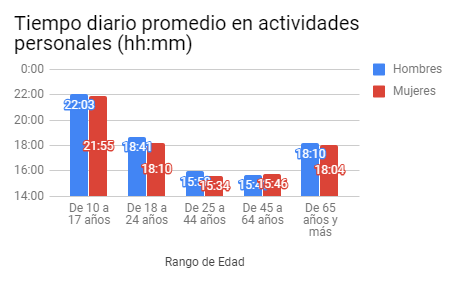 Tiempo diario promedio en actividades
personales (hh:mm)
0:00
22:00
20:00
18:00
16:00
14:00
Hombres
Mujeres
22:03
21:55
18:41
18:10
15:34
15:46
18:10
18:04
De 10 a
17 años
De 18 a
24 años
De 25 a
44 años
De 45 a
64 años
De 65
años y
más
Rango de Edad